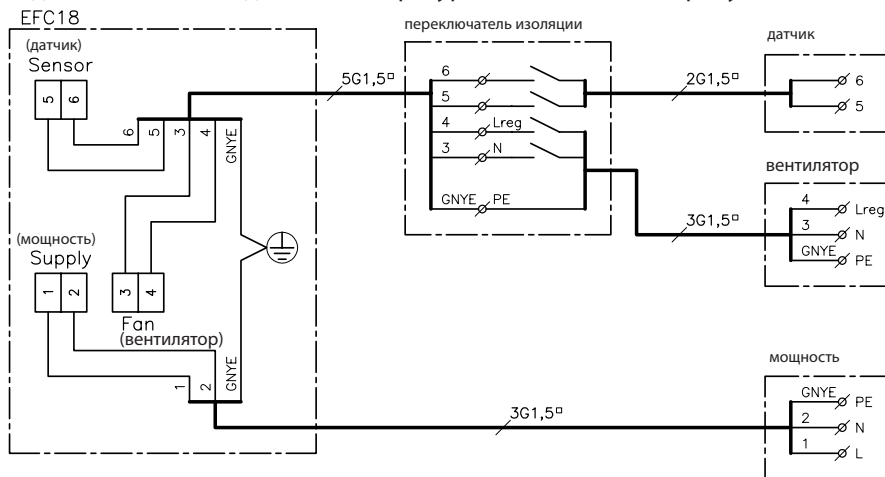 EFC18
(датчик)
Sensor
5 6
6 5 3 4 GNYE
(мощность)
Supply
1 2
3 4
Fan
(вентилятор)
1 2 GNYE
5G1,5□
переключатель изоляции
6
5
4 Lreg
3 N
GNYE PE
2G1,5□
датчик
6
5
3G1,5□
вентилятор
4 Lreg
3 N
GNYE PE
3G1,5□
мощность
GNYE PE
2 N
1 L